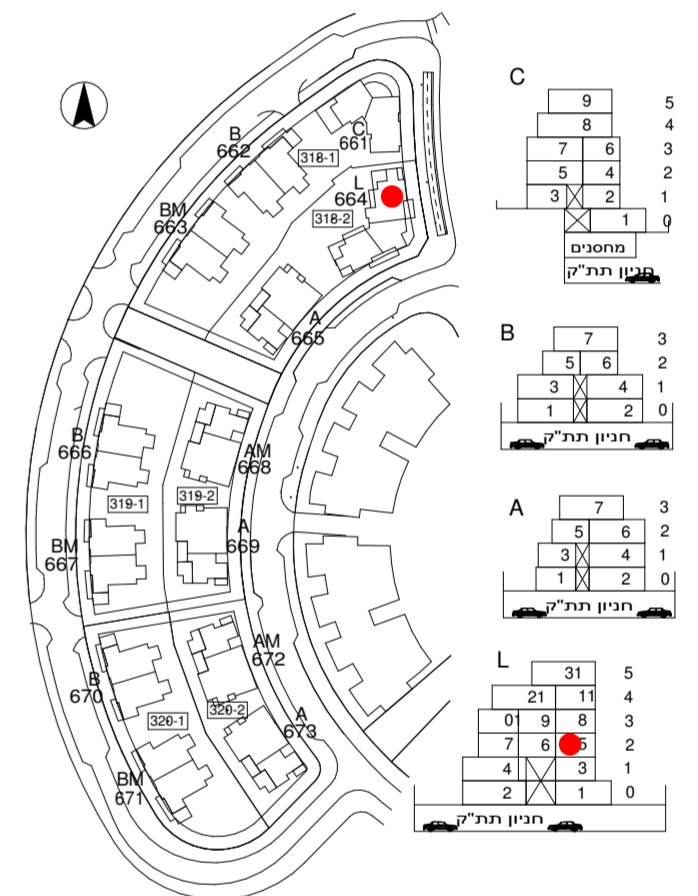 C
661
318-1
B
662
L
664
318-2
BM
663
A
665
B
666
AM
668
319-1
319-2
A
669
BM
667
AM
672
B
670
320-1
320-2
A
673
BM
671
C
9 5
8 4
7 6 3
5 4 2
3 2 1
1 0
מחסנים
חניון תת"ק
B
7 3
5 6 2
3 4 1
1 2 0
חניון תת"ק
A
7 3
5 6 2
3 4 1
1 2 0
חניון תת"ק
L
31 5
21 11 4
01 9 8 3
7 6 5 2
4 3 1
2 1 0
חניון תת"ק